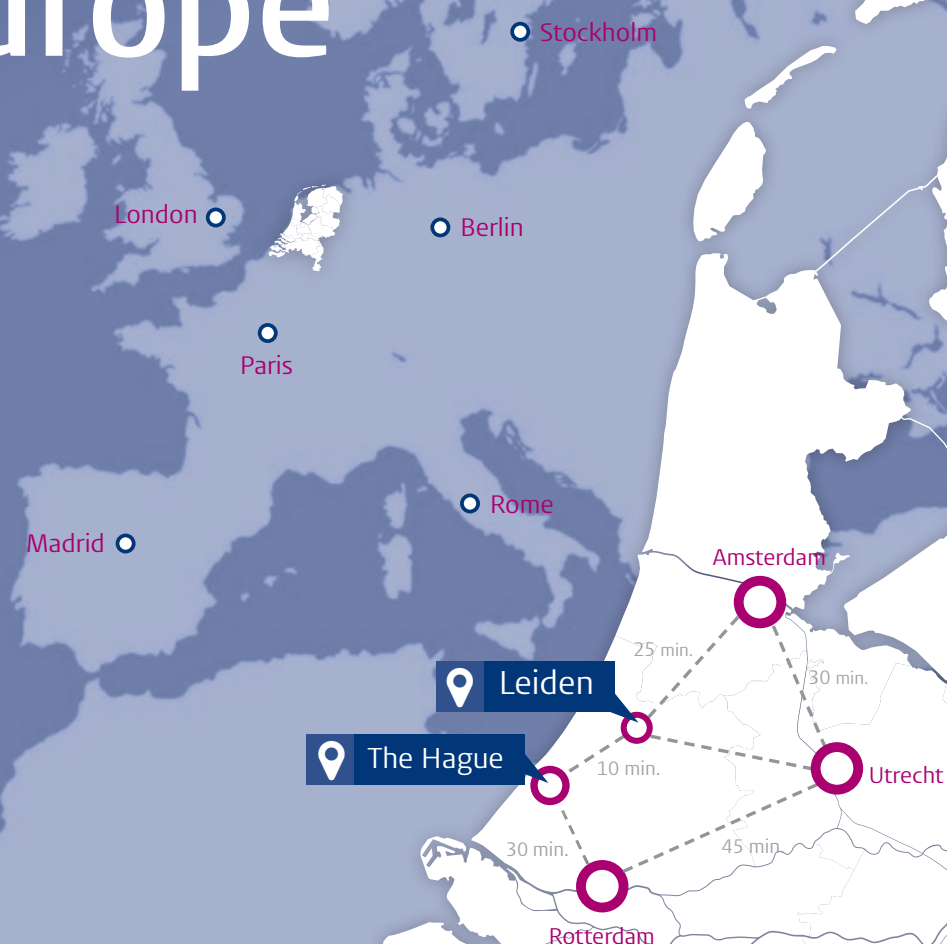 urope
Stockholm
London
Berlin
Paris
Rome
Madrid
Amsterdam
25 min.
30 min.
Leiden
The Hague
10 min.
Utrecht
30 min.
45 min.
Rotterdam